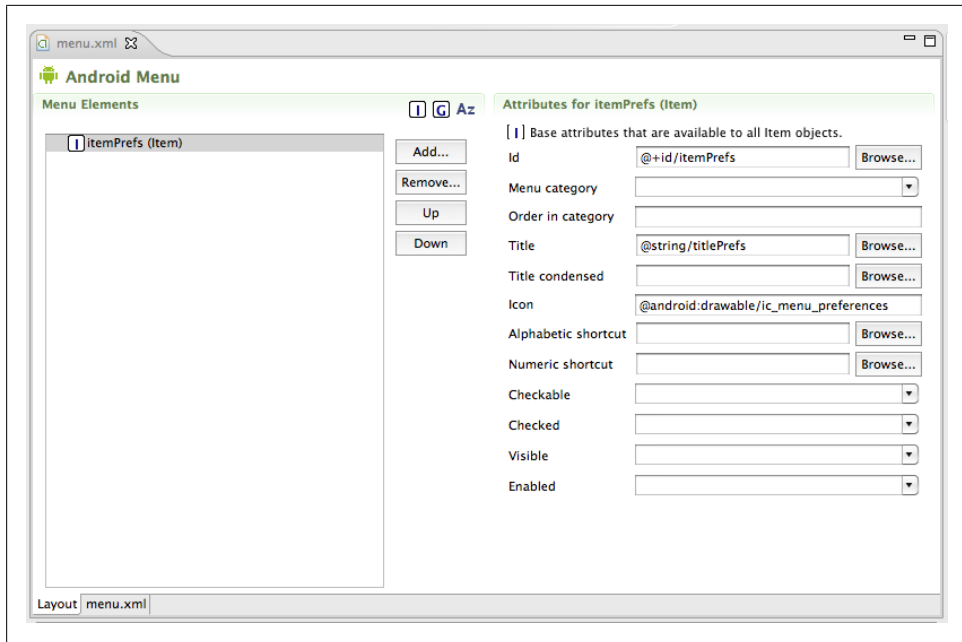 menu.xml
Android Menu
Menu Elements
I G Az
I itemPrefs (Item)
Add...
Remove...
Up
Down
Attributes for itemPrefs (Item)
[I] Base attributes that are available to all Item objects.
Id @+id/itemPrefs Browse...
Menu category
Order in category
Title @string/titlePrefs Browse...
Title condensed Browse...
Icon @android:drawable/ic_menu_preferences
Alphabetic shortcut Browse...
Numeric shortcut Browse...
Checkable
Checked
Visible
Enabled
Layout menu.xml